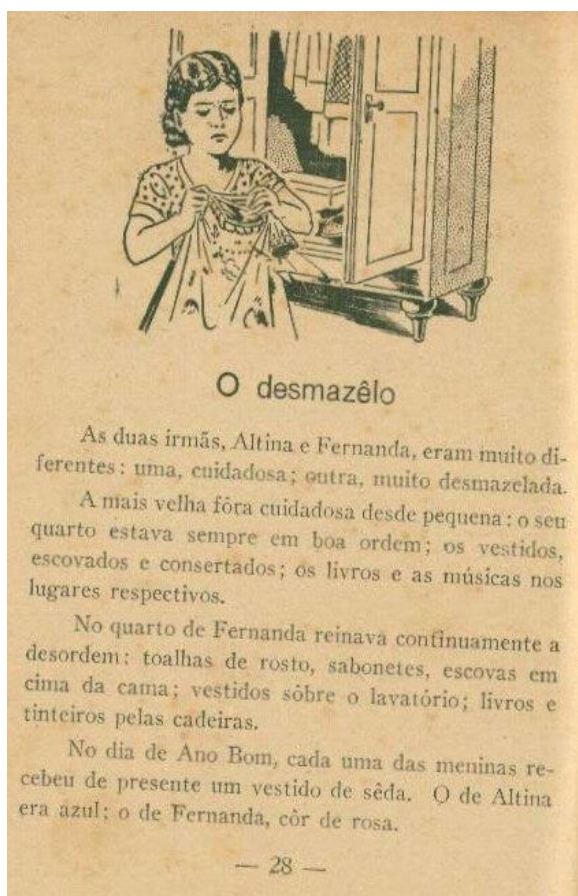 O desmazêlo
As duas irmãs, Altina e Fernanda, eram muito di-
ferentes: uma, cuidadosa; outra, muito desmazelada.
A mais velha fôra cuidadosa desde pequena: o seu
quarto estava sempre em boa ordem; os vestidos,
escovados e consertados; os livros e as músicas nos
lugares respectivos.
No quarto de Fernanda reinava continuamente a
desordem: toalhas de rosto, sabonetes, escovas em
cima da cama; vestidos sôbre o lavatório; livros e
tinteiros pelas cadeiras.
No dia de Ano Bom, cada uma das meninas re-
cebeu de presente um vestido de sêda. O de Altina
era azul; o de Fernanda, côr de rosa.
— 28 —